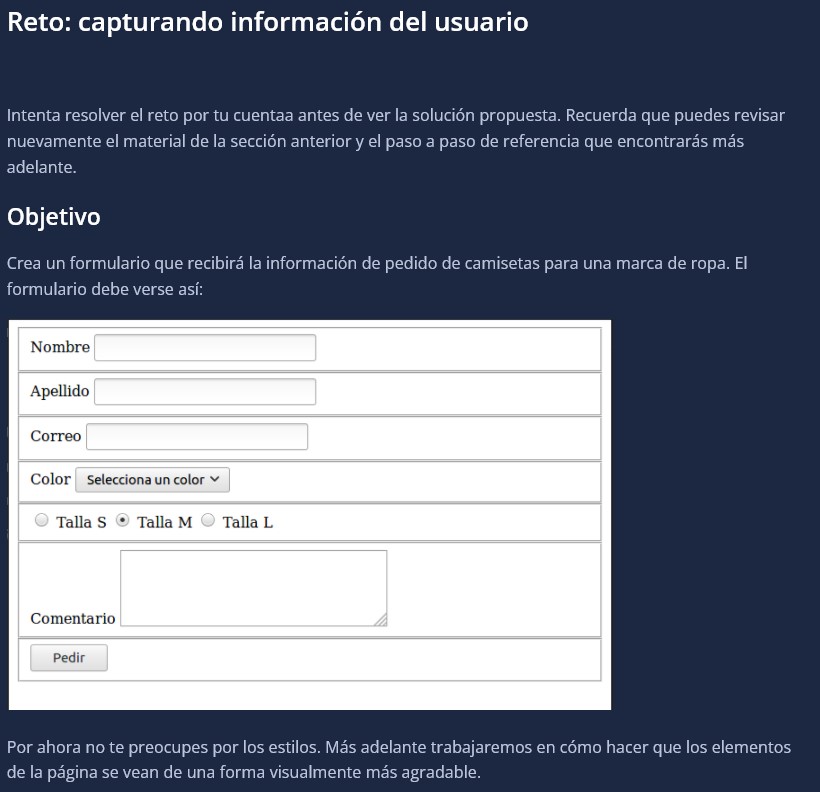 Reto: capturando información del usuario
Intenta resolver el reto por tu cuentaa antes de ver la solución propuesta. Recuerda que puedes revisar
nuevamente el material de la sección anterior y el paso a paso de referencia que encontrarás más
adelante.
Objetivo
Crea un formulario que recibirá la información de pedido de camisetas para una marca de ropa. El
formulario debe verse así:
Nombre
Apellido
Correo
Color Selecciona un color
Talla S Talla M Talla L
Comentario
Pedir
Por ahora no te preocupes por los estilos. Más adelante trabajaremos en cómo hacer que los elementos
de la página se vean de una forma visualmente más agradable.